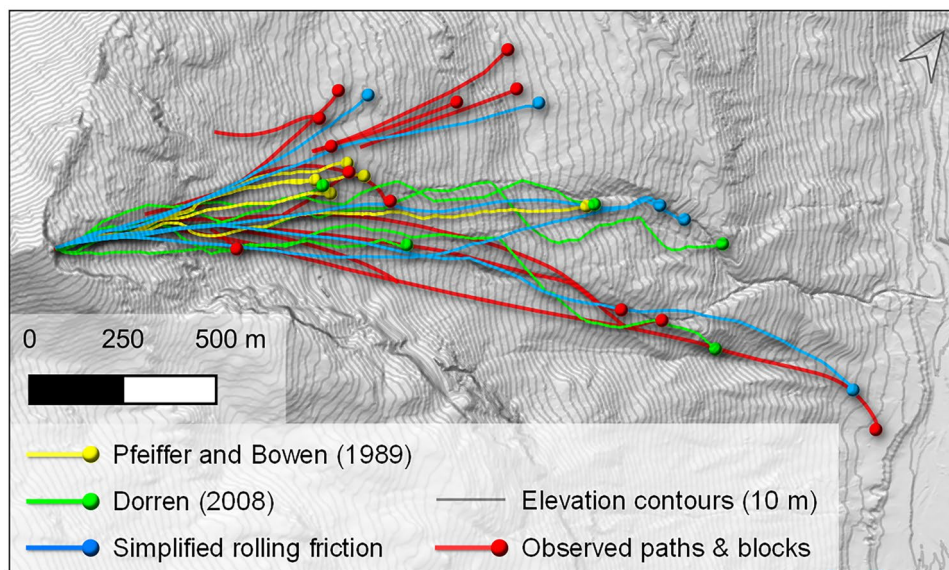 0 250 500 m
Pfeiffer and Bowen (1989)
Dorren (2008)
Elevation contours (10 m)
Simplified rolling friction
Observed paths & blocks